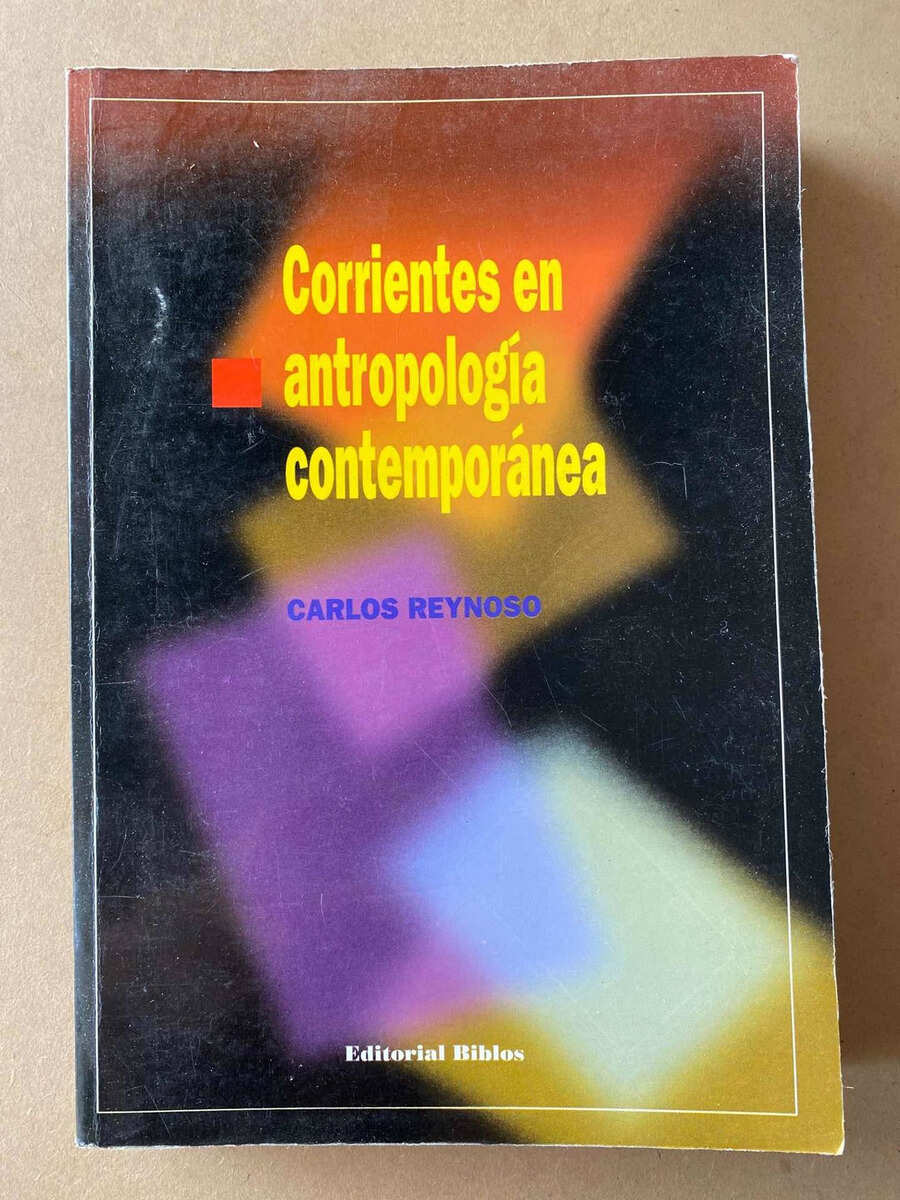 Corrientes en
antropología
contemporánea
CARLOS REYNOSO
Editorial Biblos